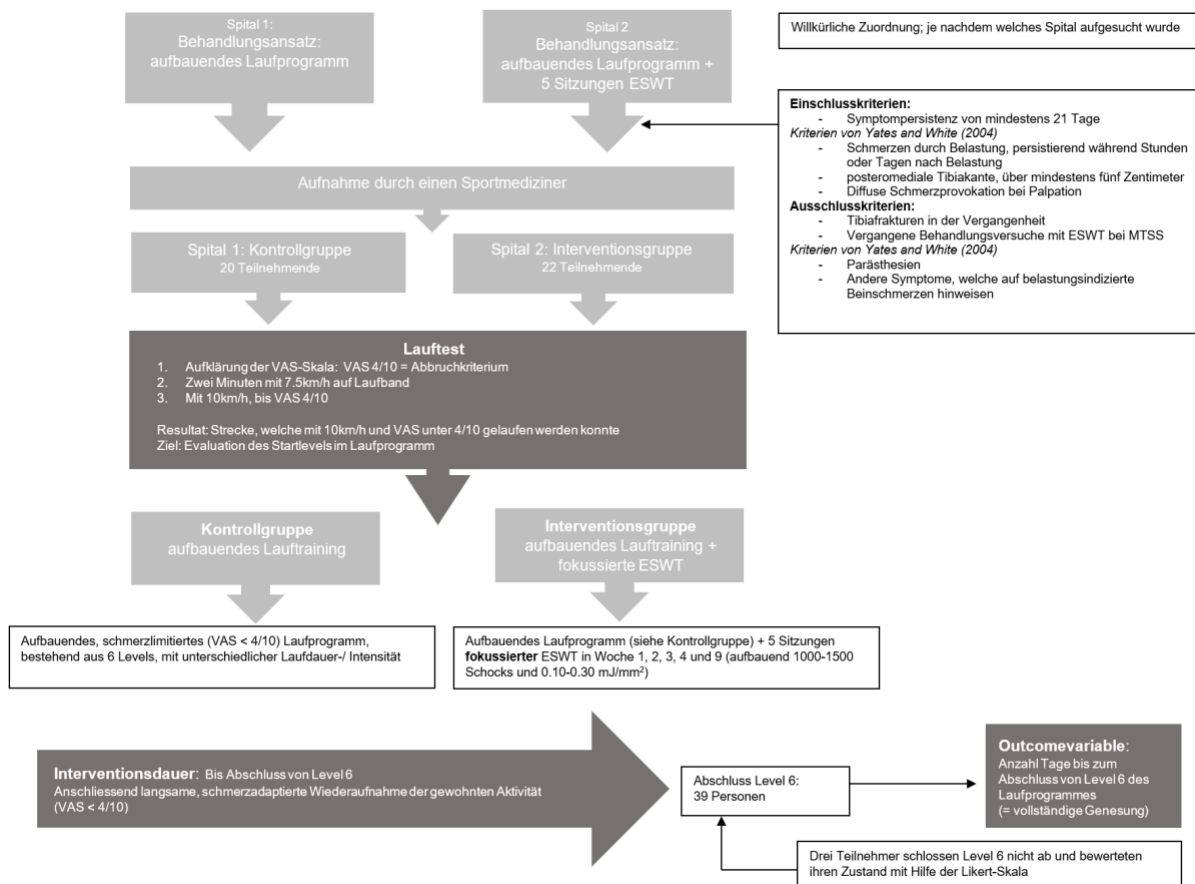 Spital 1:
Behandlungsansatz:
aufbauendes Laufprogramm
Spital 2
Behandlungsansatz:
aufbauendes Laufprogramm +
5 Sitzungen ESWT
Willkürliche Zuordnung; je nachdem welches Spital aufgesucht wurde
Einschlusskriterien:
- Symptompersistenz von mindestens 21 Tage
Kriterien von Yates and White (2004)
- Schmerzen durch Belastung, persistierend während Stunden
oder Tagen nach Belastung
- posteromediale Tibiakante, über mindestens fünf Zentimeter
- Diffuse Schmerzprovokation bei Palpation
Ausschlusskriterien:
- Tibiafrakturen in der Vergangenheit
- Vergangene Behandlungsversuche mit ESWT bei MTSS
Kriterien von Yates and White (2004)
- Parästhesien
- Andere Symptome, welche auf belastungsindizierte
Beinschmerzen hinweisen
Aufnahme durch einen Sportmediziner
Spital 1: Kontrollgruppe
20 Teilnehmende
Spital 2: Interventionsgruppe
22 Teilnehmende
Lauftest
1. Aufklärung der VAS-Skala: VAS 4/10 = Abbruchkriterium
2. Zwei Minuten mit 7.5km/h auf Laufband
3. Mit 10km/h, bis VAS 4/10
Resultat: Strecke, welche mit 10km/h und VAS unter 4/10 gelaufen werden konnte
Ziel: Evaluation des Startlevels im Laufprogramm
Kontrollgruppe
aufbauendes Lauftraining
Interventionsgruppe
aufbauendes Lauftraining +
fokussierte ESWT
Aufbauendes, schmerzlimitiertes (VAS < 4/10) Laufprogramm,
bestehend aus 6 Levels, mit unterschiedlicher Laufdauer-/ Intensität
Aufbauendes Laufprogramm (siehe Kontrollgruppe) + 5 Sitzungen
fokussierter ESWT in Woche 1, 2, 3, 4 und 9 (aufbauend 1000-1500
Schocks und 0.10-0.30 mJ/mm²)
Interventionsdauer: Bis Abschluss von Level 6
Anschliessend langsame, schmerzadaptierte Wiederaufnahme der gewohnten Aktivität
(VAS < 4/10)
Abschluss Level 6:
39 Personen
Outcomevariable:
Anzahl Tage bis zum
Abschluss von Level 6 des
Laufprogrammes
(= vollständige Genesung)
Drei Teilnehmer schlossen Level 6 nicht ab und bewerteten
ihren Zustand mit Hilfe der Likert-Skala